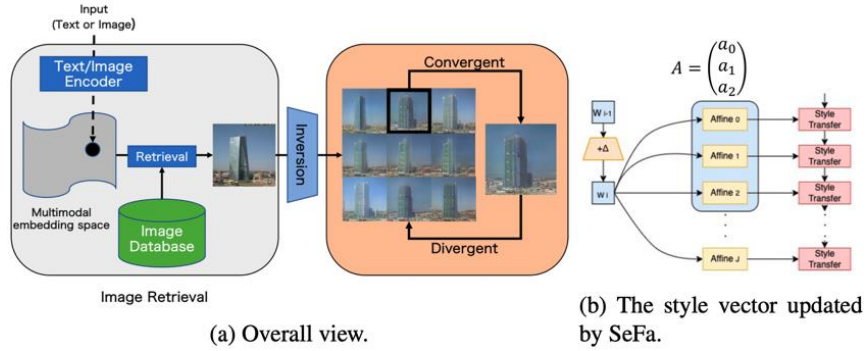 Input
(Text or Image)
Text/Image
Encoder
Retrieval
Multimodal
embedding space
Image
Database
Image Retrieval
Inversion
Convergent
Divergent
(a) Overall view.
A = (a₀
a₁
a₂)
W i-1
+Δ
W i
Affine 0
Style
Transfer
Affine 1
Style
Transfer
Affine 2
Style
Transfer
Affine J
Style
Transfer
(b) The style vector updated
by SeFa.